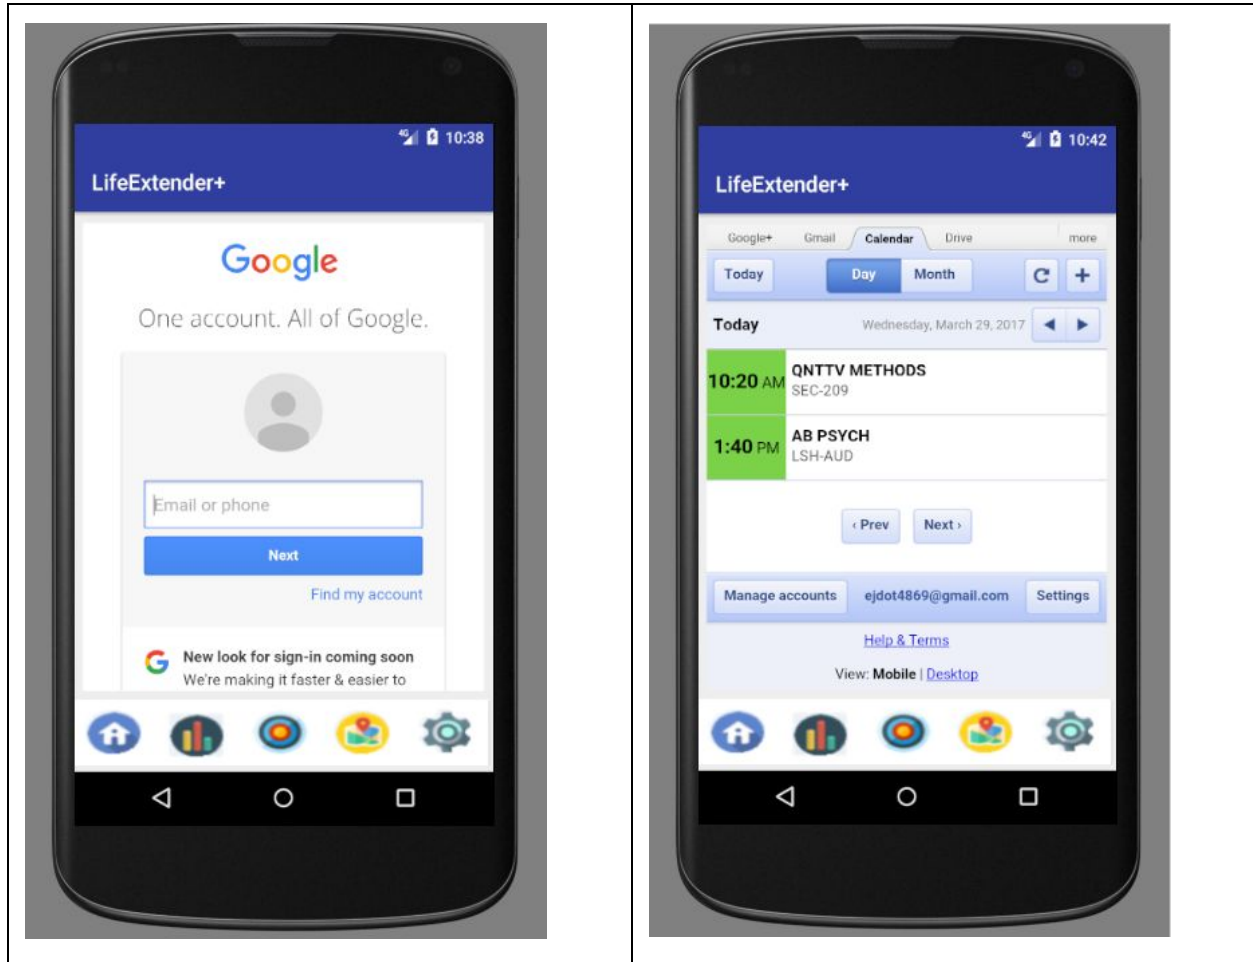 4G 10:38
LifeExtender+
Google
One account. All of Google.
Email or phone
Next
Find my account
New look for sign-in coming soon
We're making it faster & easier to
4G 10:42
LifeExtender+
Google+ Gmail Calendar Drive more
Today Day Month
Today Wednesday, March 29, 2017
10:20 AM QNTTV METHODS
SEC-209
1:40 PM AB PSYCH
LSH-AUD
‹ Prev Next ›
Manage accounts ejdot4869@gmail.com Settings
Help & Terms
View: Mobile | Desktop